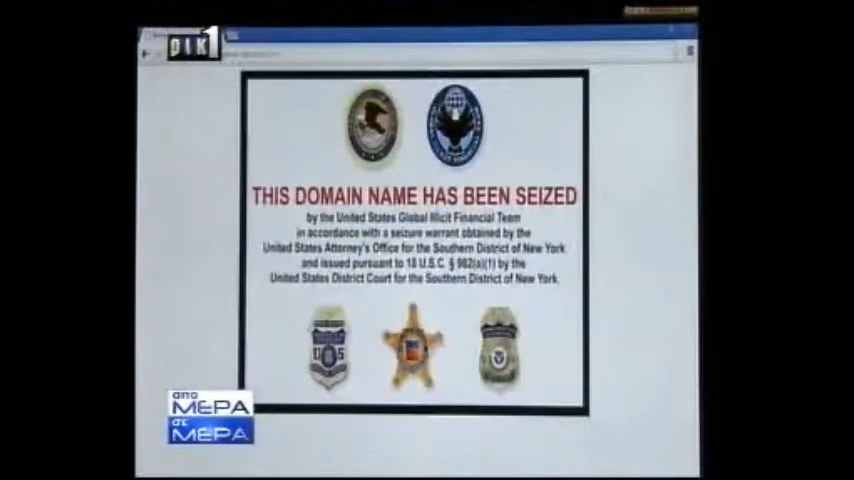 ΡΙΚ1
THIS DOMAIN NAME HAS BEEN SEIZED
by the United States Global Illicit Financial Team
in accordance with a seizure warrant obtained by the
United States Attorney's Office for the Southern District of New York
and issued pursuant to 18 U.S.C. § 982(a)(1) by the
United States District Court for the Southern District of New York.
U S
από
ΜΕΡΑ
σε
ΜΕΡΑ